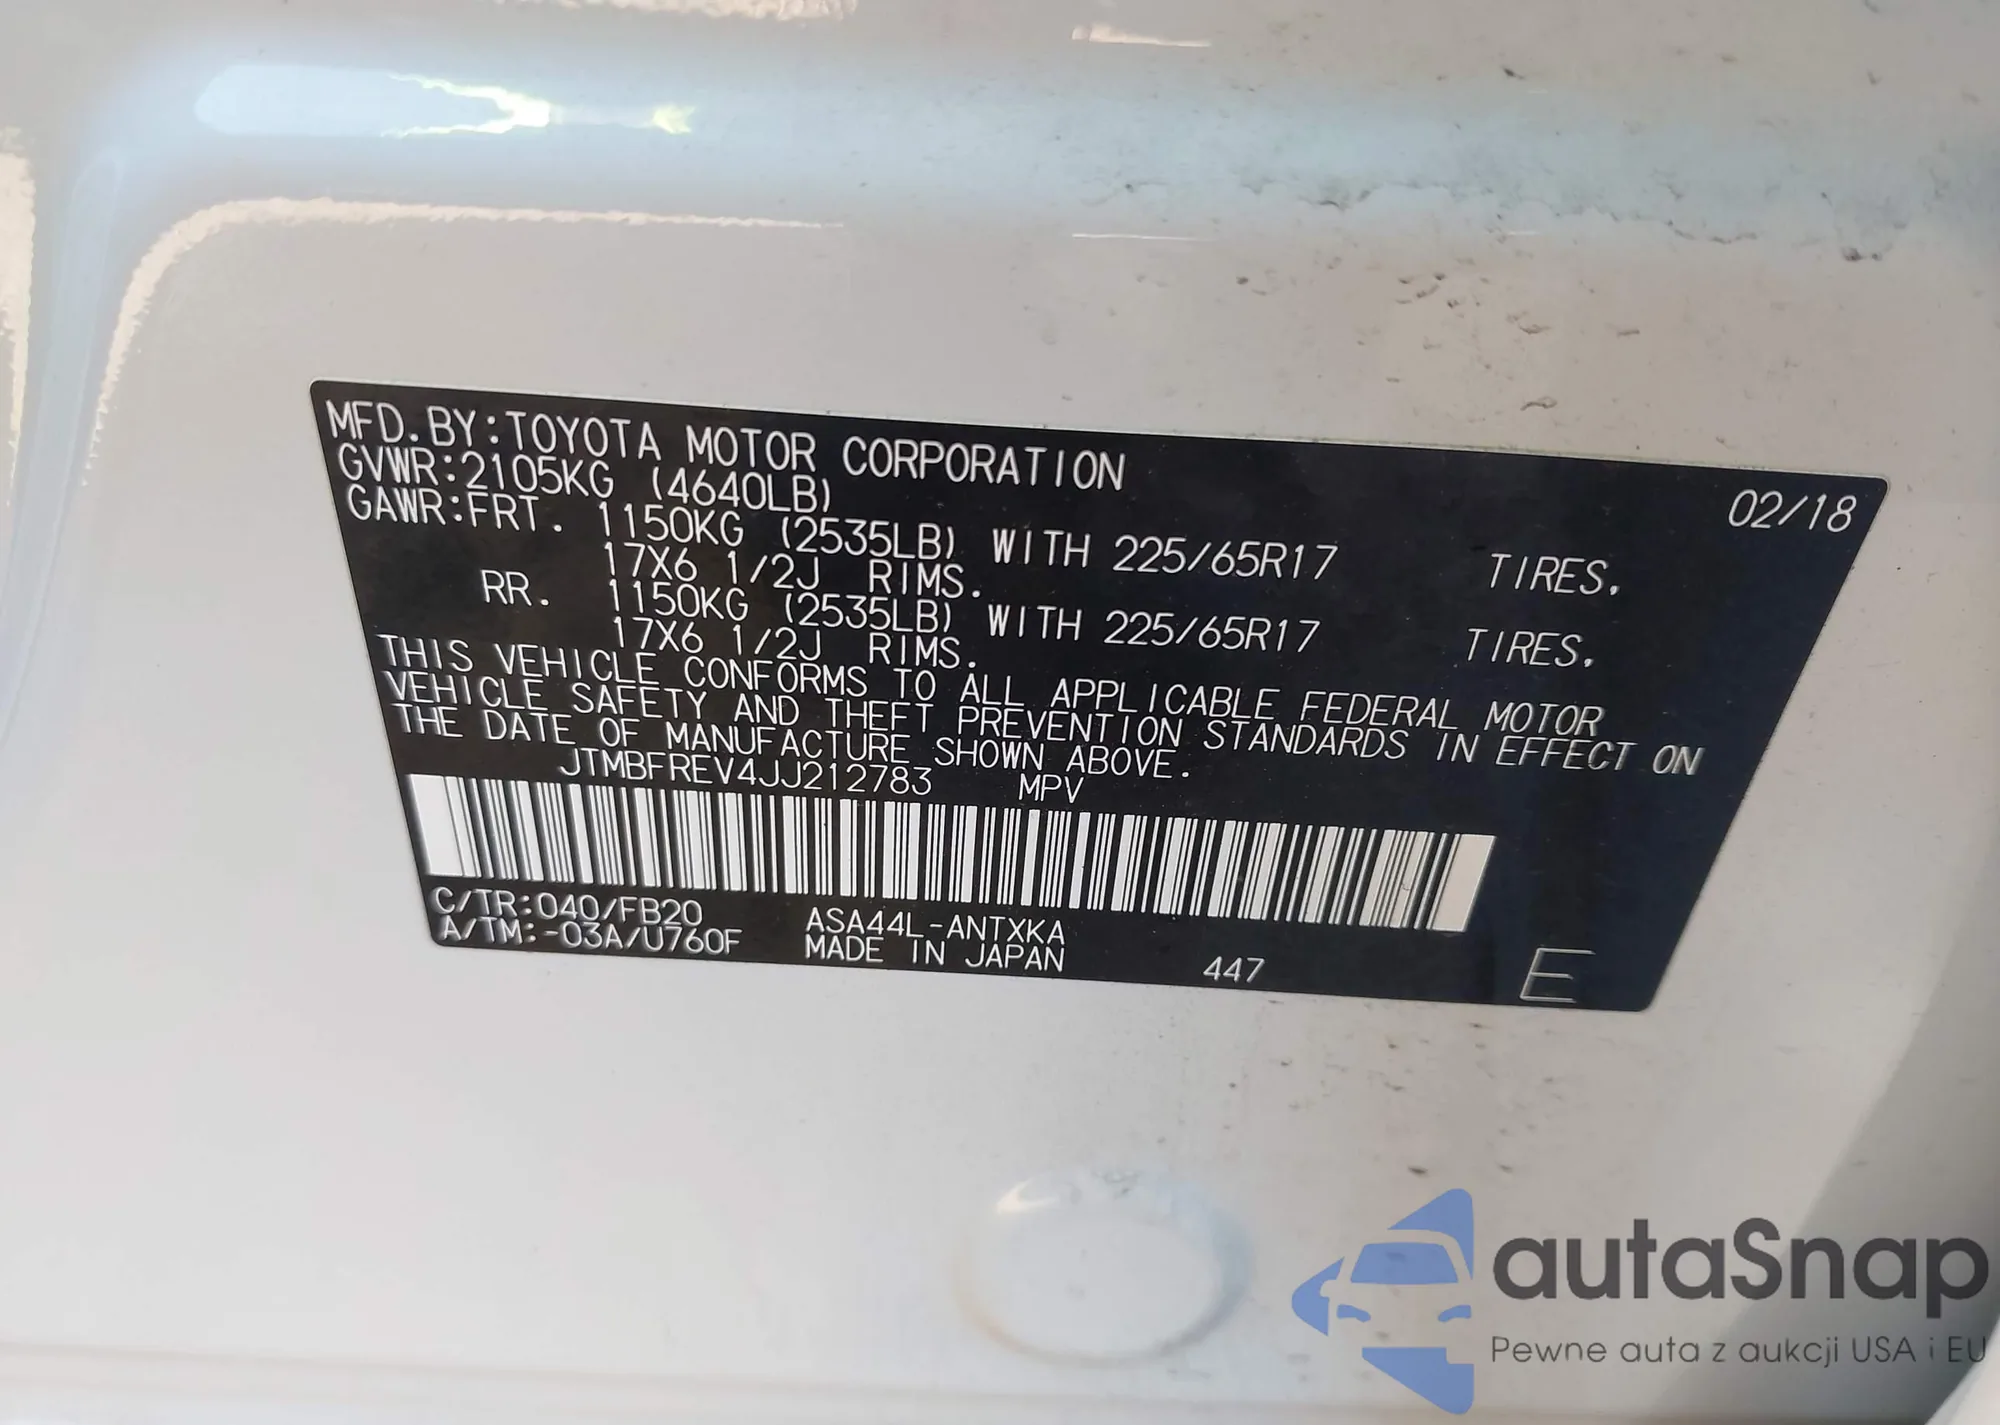 MFD.BY:TOYOTA MOTOR CORPORATION 02/18
GVWR:2105KG (4640LB)
GAWR:FRT. 1150KG (2535LB) WITH 225/65R17 TIRES,
17X6 1/2J RIMS.
RR. 1150KG (2535LB) WITH 225/65R17 TIRES,
17X6 1/2J RIMS.
THIS VEHICLE CONFORMS TO ALL APPLICABLE FEDERAL MOTOR
VEHICLE SAFETY AND THEFT PREVENTION STANDARDS IN EFFECT ON
THE DATE OF MANUFACTURE SHOWN ABOVE.
JTMBFREV4JJ212783 MPV
C/TR:040/FB20 ASA44L-ANTXKA
A/TM:-03A/U760F MADE IN JAPAN 447 E
autaSnap
Pewne auta z aukcji USA i EU